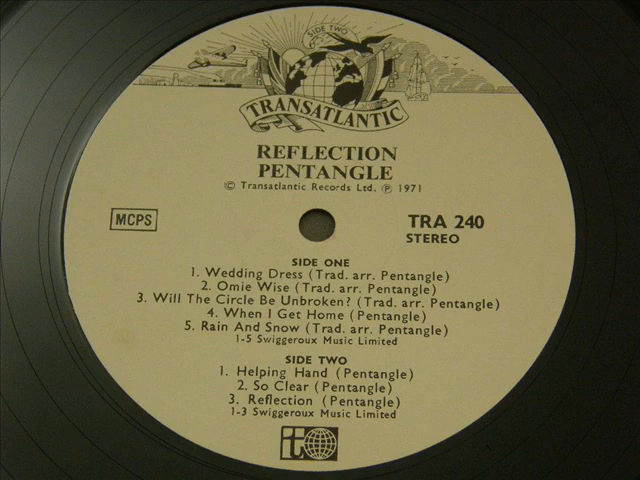 SIDE TWO
TRANSATLANTIC
REFLECTION
PENTANGLE
© Transatlantic Records Ltd. ℗ 1971
MCPS
TRA 240
STEREO
SIDE ONE
1. Wedding Dress (Trad. arr. Pentangle)
2. Omie Wise (Trad. arr. Pentangle)
3. Will The Circle Be Unbroken? (Trad. arr. Pentangle)
4. When I Get Home (Pentangle)
5. Rain And Snow (Trad. arr. Pentangle)
1-5 Swiggeroux Music Limited
SIDE TWO
1. Helping Hand (Pentangle)
2. So Clear (Pentangle)
3. Reflection (Pentangle)
1-3 Swiggeroux Music Limited
it